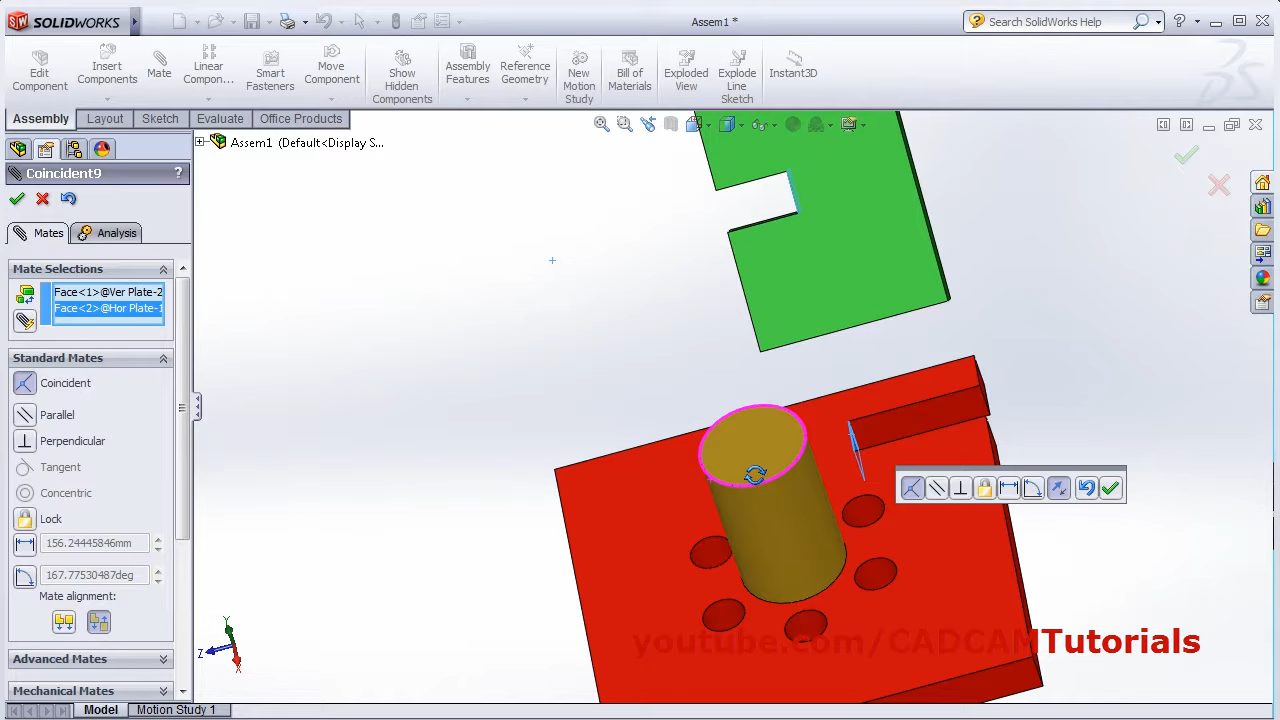 SOLIDWORKS
Assem1 *
Search SolidWorks Help
?
Edit Component
Insert Components
Mate
Linear Compon...
Smart Fasteners
Move Component
Show Hidden Components
Assembly Features
Reference Geometry
New Motion Study
Bill of Materials
Exploded View
Explode Line Sketch
Instant3D
Assembly
Layout
Sketch
Evaluate
Office Products
Assem1 (Default<Display S...
Coincident9
?
Mates
Analysis
Mate Selections
Face<1>@Ver Plate-2
Face<2>@Hor Plate-1
Standard Mates
Coincident
Parallel
Perpendicular
Tangent
Concentric
Lock
156.24445846mm
167.77530487deg
Mate alignment:
Advanced Mates
Mechanical Mates
Y
Z
X
youtube.com/CADCAMTutorials
Model
Motion Study 1